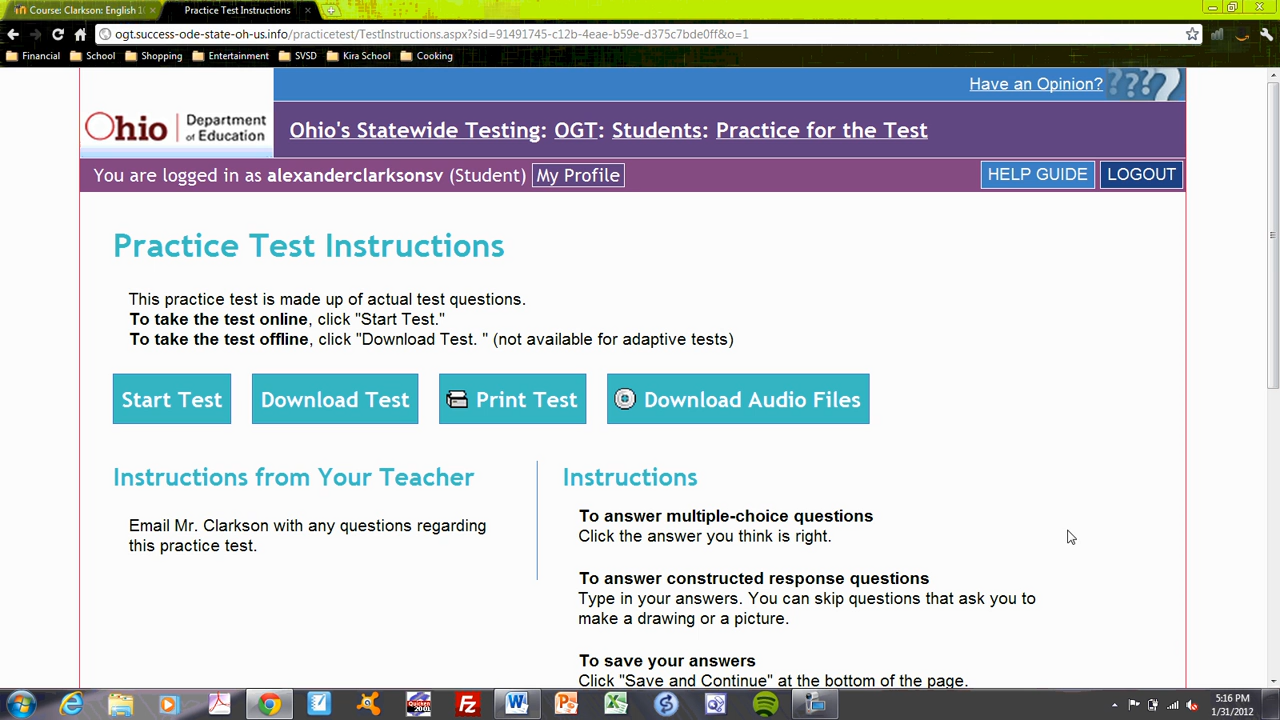 Course: Clarkson: English 1
Practice Test Instructions
ogt.success-ode-state-oh-us.info/practicetest/TestInstructions.aspx?sid=91491745-c12b-4eae-b59e-d375c7bde0ff&o=1
Financial School Shopping Entertainment SVSD Kira School Cooking
Have an Opinion? ???
Ohio Department of Education
Ohio's Statewide Testing: OGT: Students: Practice for the Test
You are logged in as alexanderclarksonsv (Student) My Profile HELP GUIDE LOGOUT
Practice Test Instructions
This practice test is made up of actual test questions.
To take the test online, click "Start Test."
To take the test offline, click "Download Test. " (not available for adaptive tests)
Start Test Download Test Print Test Download Audio Files
Instructions from Your Teacher
Email Mr. Clarkson with any questions regarding
this practice test.
Instructions
To answer multiple-choice questions
Click the answer you think is right.
To answer constructed response questions
Type in your answers. You can skip questions that ask you to
make a drawing or a picture.
To save your answers
Click "Save and Continue" at the bottom of the page.
Quicken
2001
5:16 PM
1/31/2012